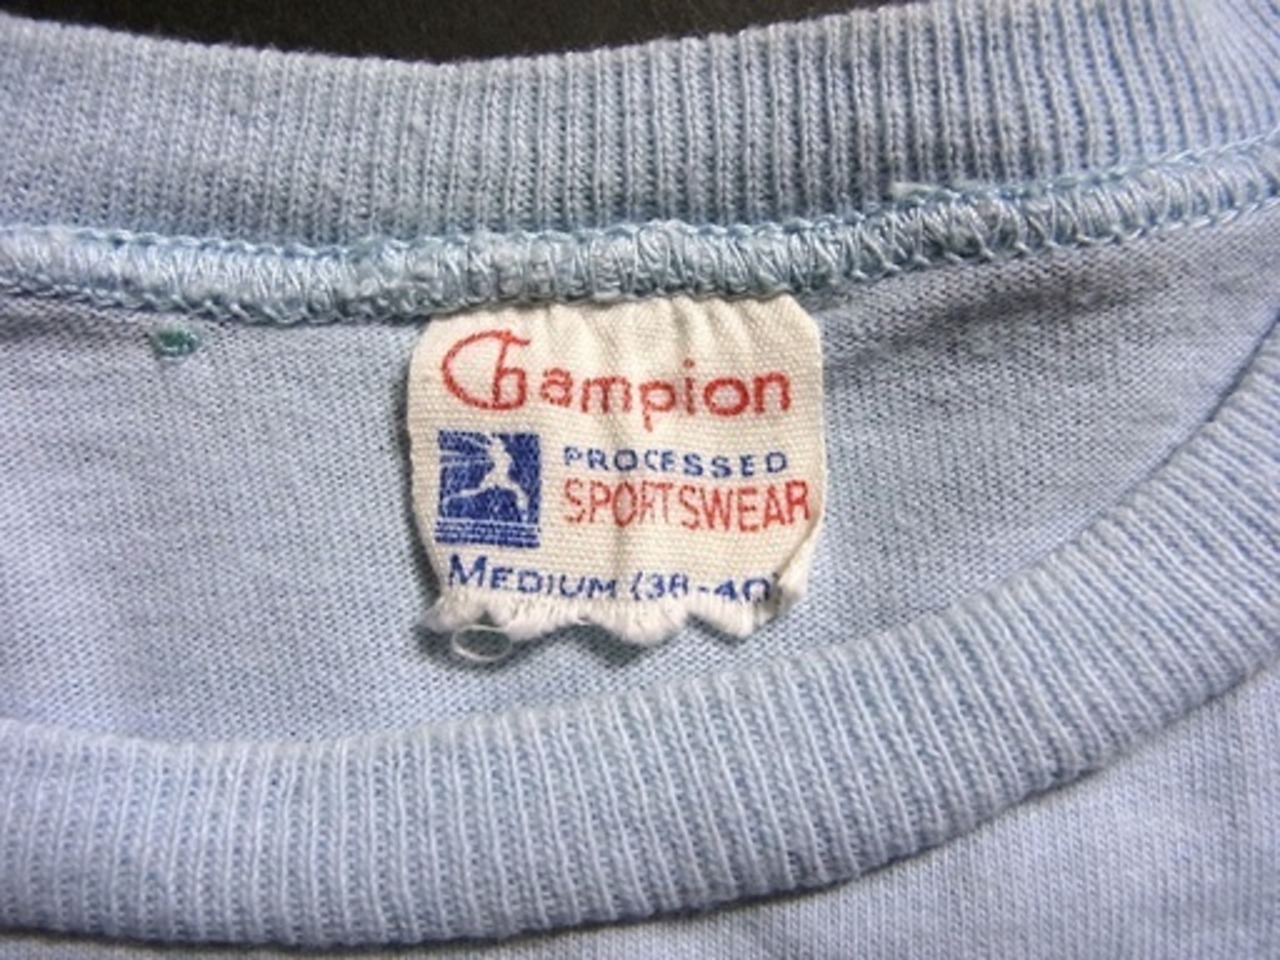 Champion
PROCESSED
SPORTSWEAR
MEDIUM (38-40)